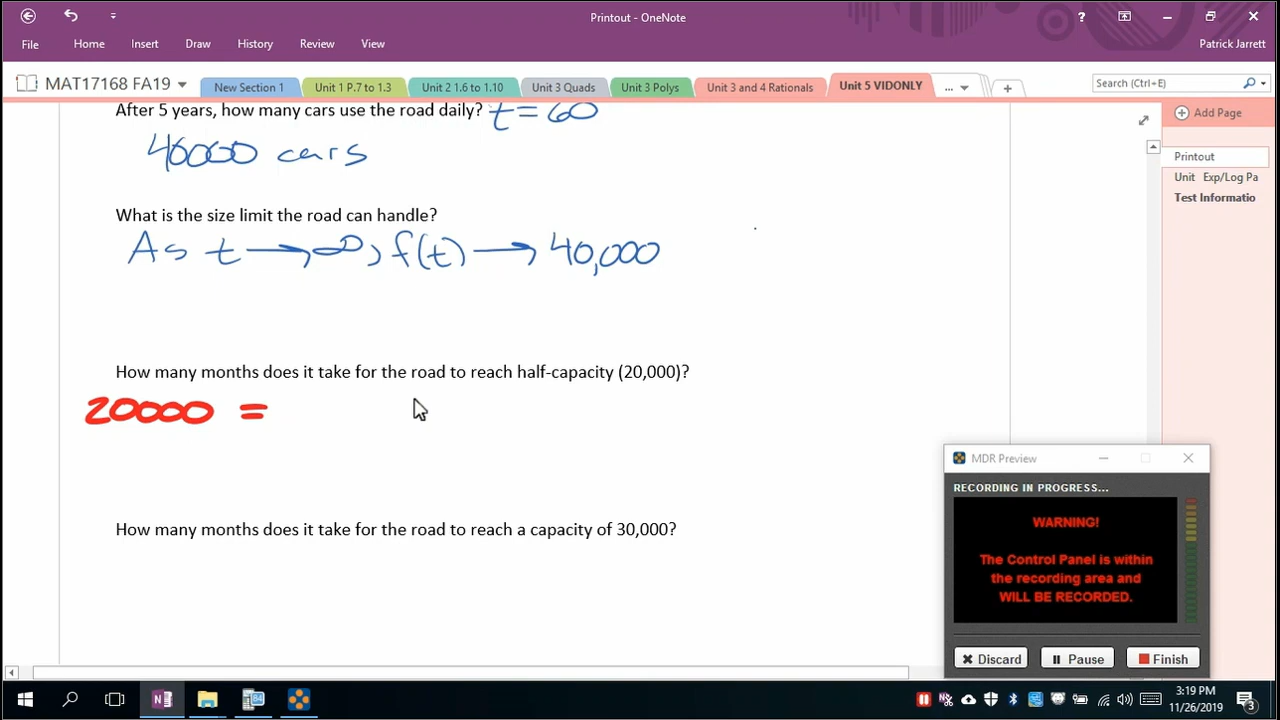 Printout - OneNote
File Home Insert Draw History Review View Patrick Jarrett
MAT17168 FA19 New Section 1 Unit 1 P.7 to 1.3 Unit 2 1.6 to 1.10 Unit 3 Quads Unit 3 Polys Unit 3 and 4 Rationals Unit 5 VIDONLY ... Search (Ctrl+E)
Add Page
Printout
Unit Exp/Log Pa
Test Informatio
After 5 years, how many cars use the road daily? t = 60
40000 cars
What is the size limit the road can handle?
As t → ∞, f(t) → 40,000
How many months does it take for the road to reach half-capacity (20,000)?
20000 =
How many months does it take for the road to reach a capacity of 30,000?
MDR Preview
RECORDING IN PROGRESS...
WARNING!
The Control Panel is within
the recording area and
WILL BE RECORDED.
Discard Pause Finish
3:19 PM
11/26/2019
3